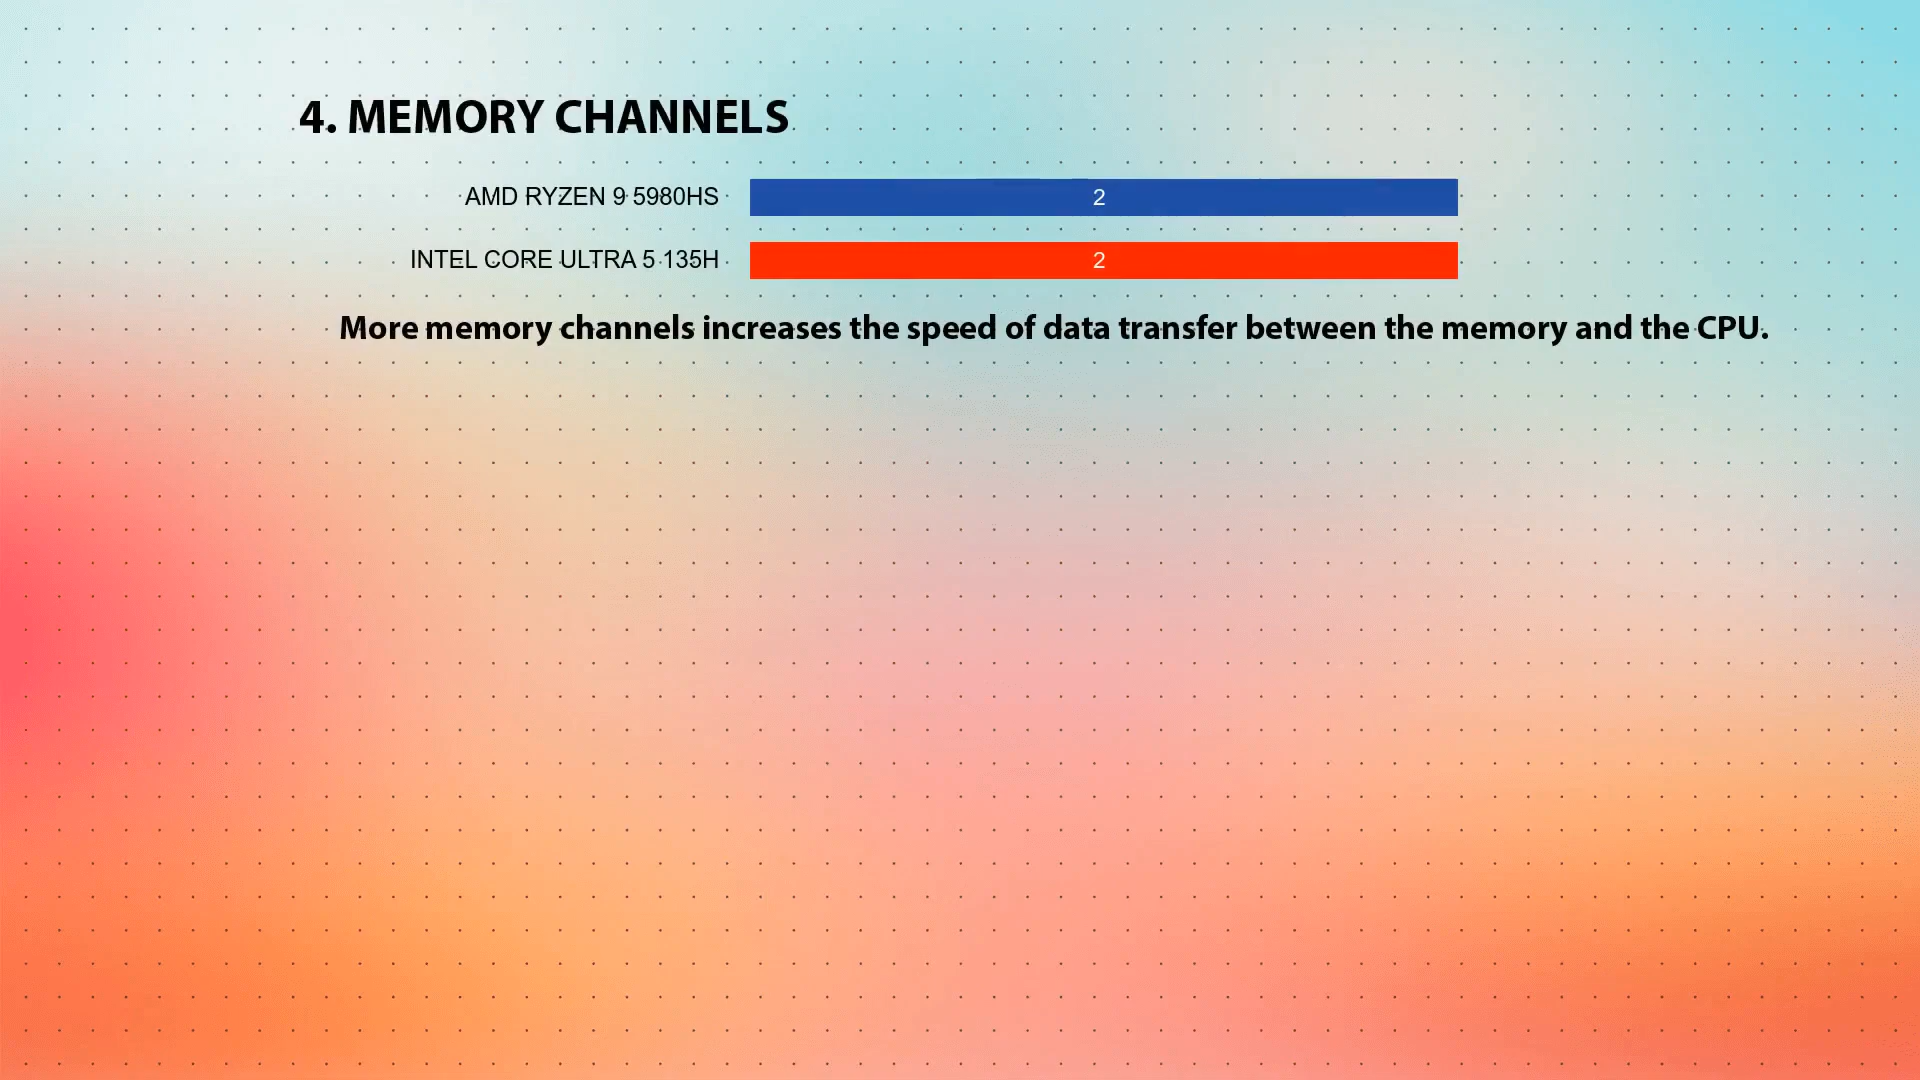 4. MEMORY CHANNELS
AMD RYZEN 9 5980HS 2
INTEL CORE ULTRA 5 135H 2
More memory channels increases the speed of data transfer between the memory and the CPU.